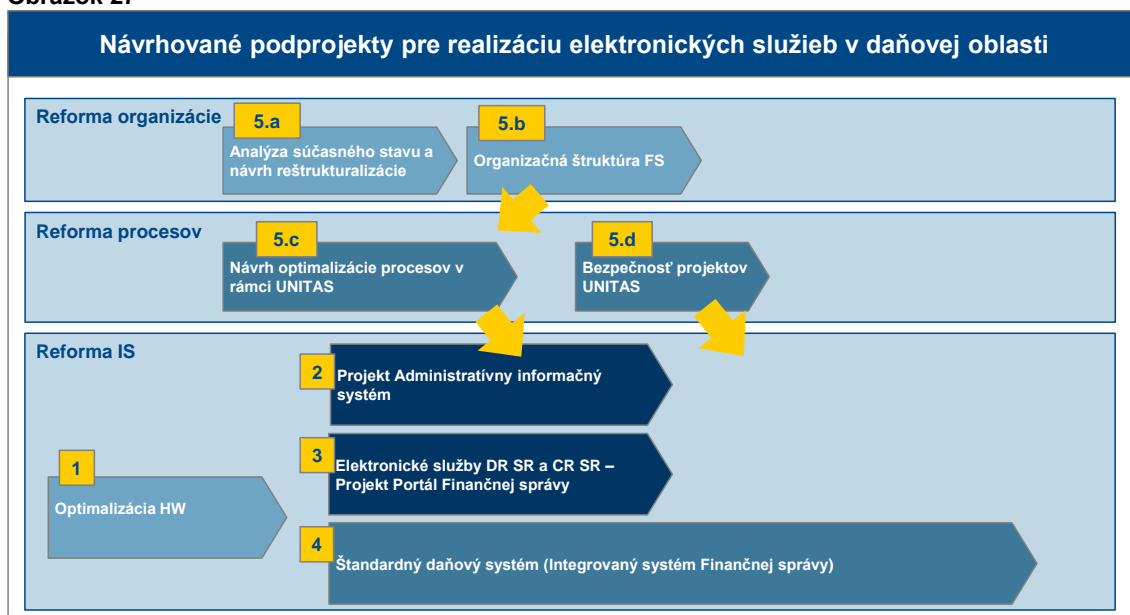 Obrázok 27
Návrhované podprojekty pre realizáciu elektronických služieb v daňovej oblasti
Reforma organizácie
5.a
Analýza súčasného stavu a
návrh reštrukturalizácie
5.b
Organizačná štruktúra FS
Reforma procesov
5.c
Návrh optimalizácie procesov v
rámci UNITAS
5.d
Bezpečnosť projektov
UNITAS
Reforma IS
2
Projekt Administratívny informačný
systém
3
Elektronické služby DR SR a CR SR –
Projekt Portál Finančnej správy
1
Optimalizácia HW
4
Štandardný daňový systém (Integrovaný systém Finančnej správy)